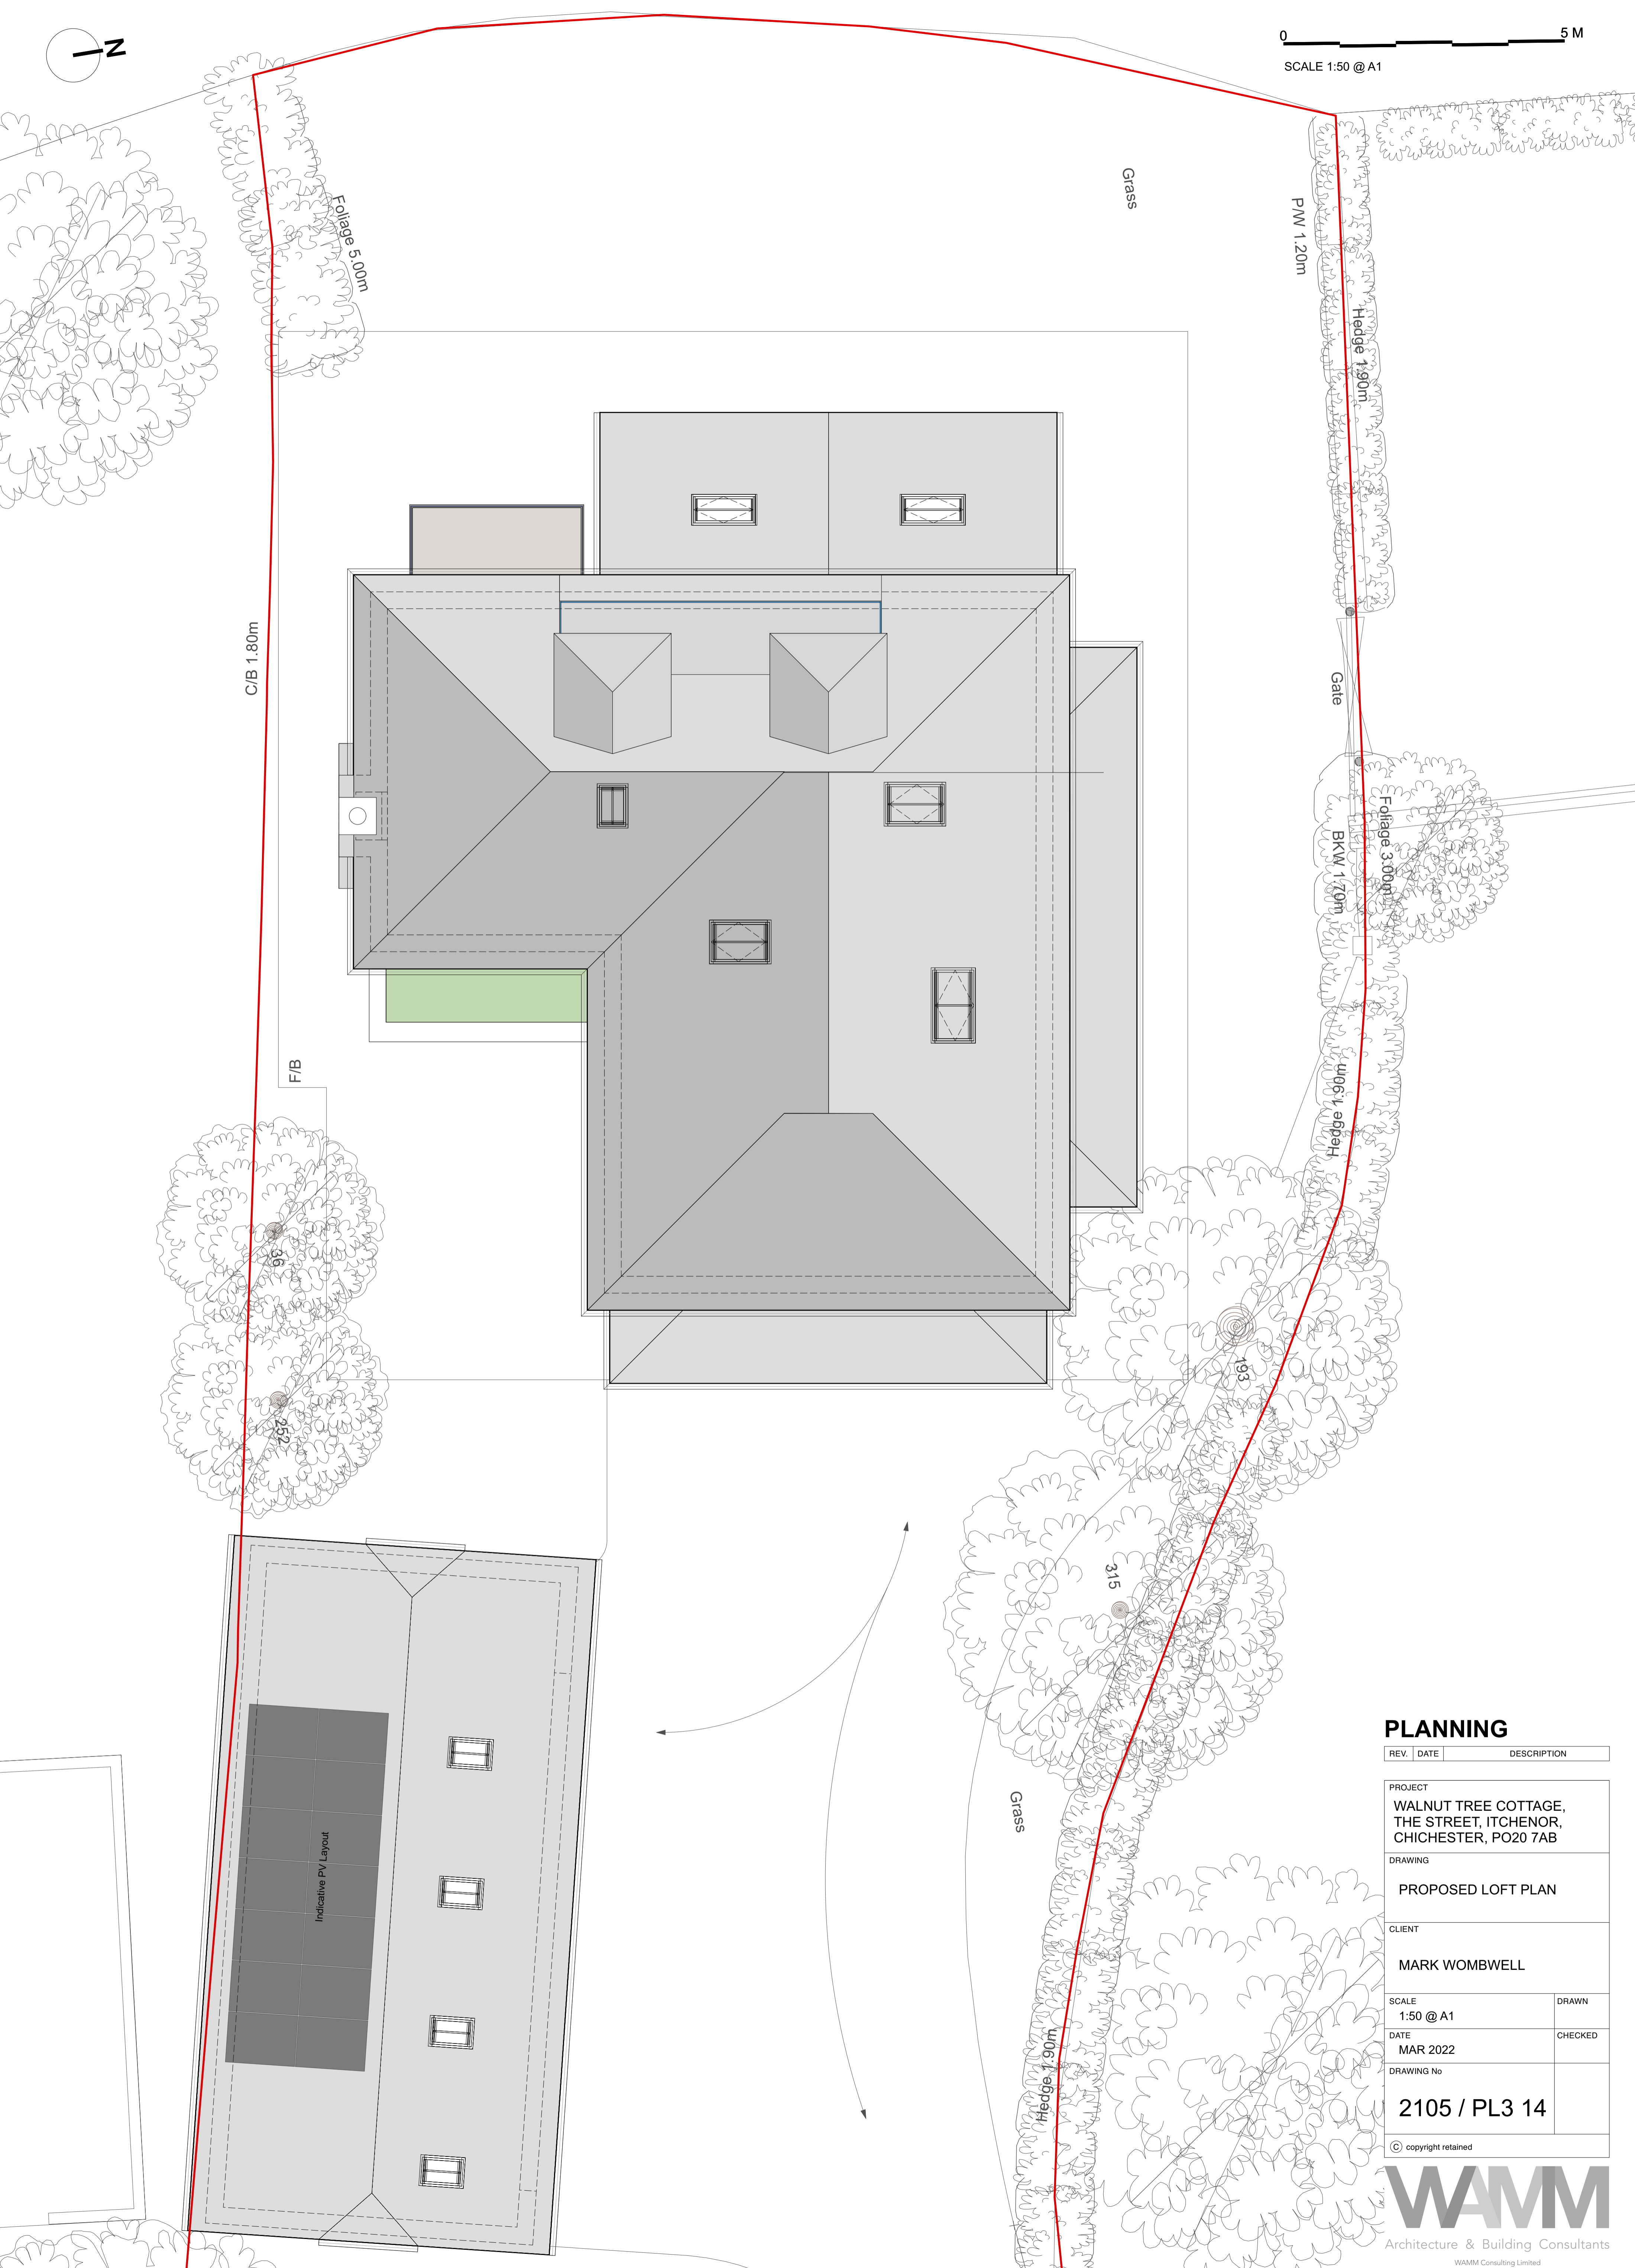 N
0
5 M
SCALE 1:50 @ A1
Grass
Foliage 5.00m
P/W 1.20m
Hedge 1.90m
C/B 1.80m
Gate
Foliage 3.00m
BKW 1.70m
F/B
Hedge 1.90m
36
193
252
315
Grass
Indicative PV Layout
Hedge 1.90m
PLANNING
REV. DATE DESCRIPTION
PROJECT
WALNUT TREE COTTAGE,
THE STREET, ITCHENOR,
CHICHESTER, PO20 7AB
DRAWING
PROPOSED LOFT PLAN
CLIENT
MARK WOMBWELL
SCALE DRAWN
1:50 @ A1
DATE CHECKED
MAR 2022
DRAWING No
2105 / PL3 14
© copyright retained
WAMM
Architecture & Building Consultants
WAMM Consulting Limited